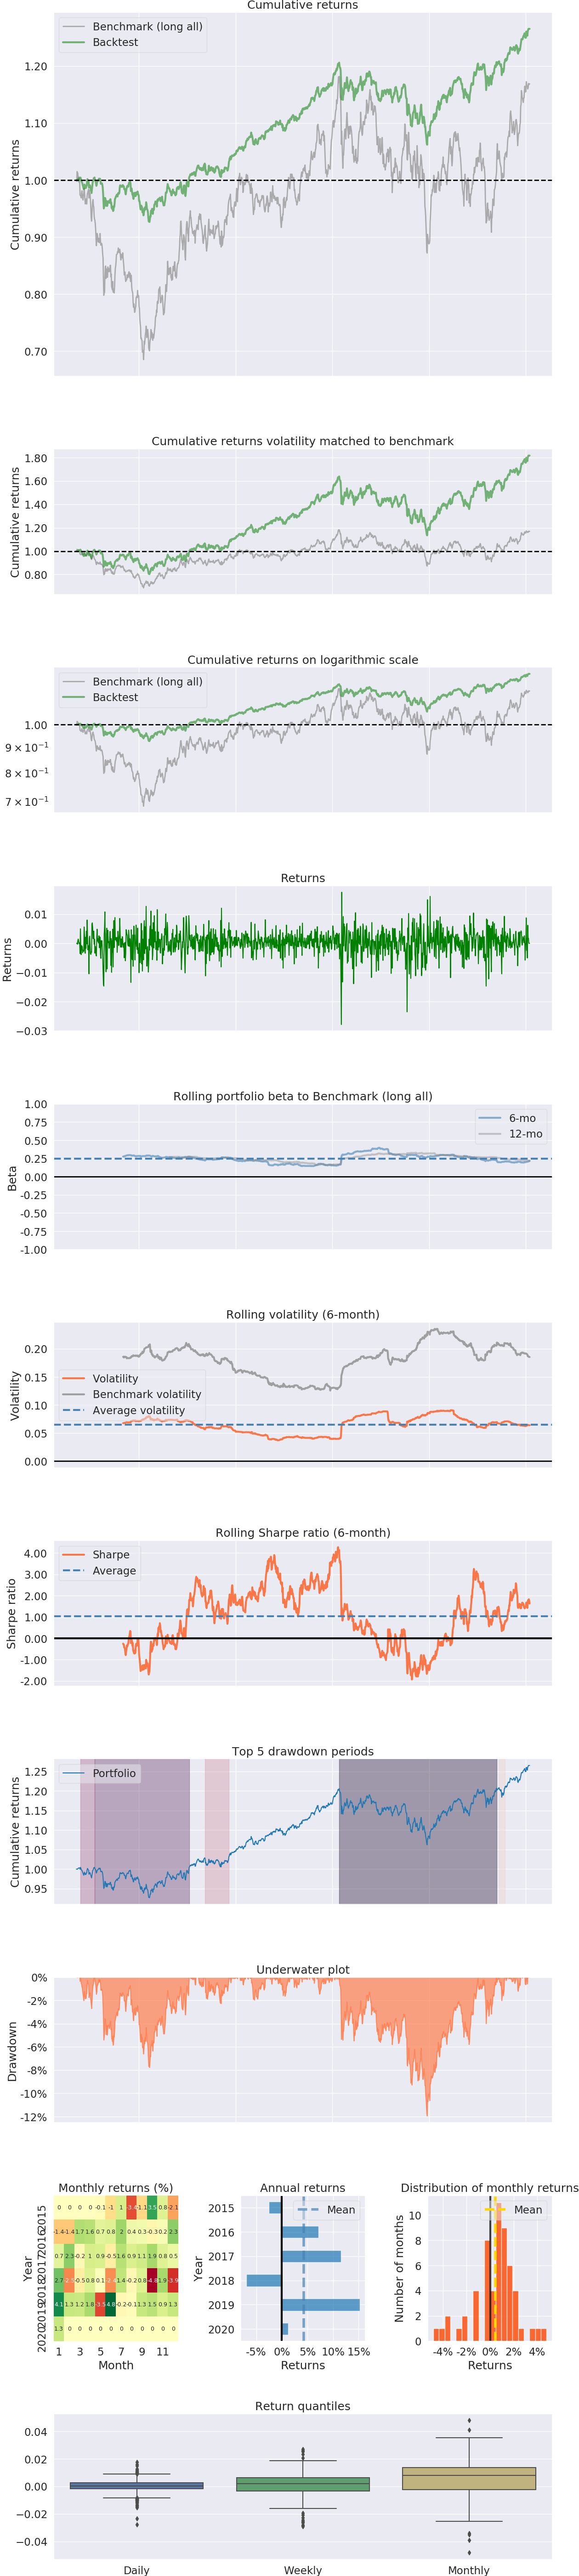 Cumulative returns
Benchmark (long all)
Backtest
1.20
1.10
1.00
0.90
0.80
0.70
Cumulative returns
Cumulative returns volatility matched to benchmark
1.80
1.60
1.40
1.20
1.00
0.80
Cumulative returns
Cumulative returns on logarithmic scale
Benchmark (long all)
Backtest
1.00
9 × 10⁻¹
8 × 10⁻¹
7 × 10⁻¹
Returns
0.01
0.00
−0.01
−0.02
−0.03
Returns
Rolling portfolio beta to Benchmark (long all)
1.00
0.75
0.50
0.25
0.00
-0.25
-0.50
-0.75
-1.00
Beta
6-mo
12-mo
Rolling volatility (6-month)
0.20
0.15
0.10
0.05
0.00
Volatility
Volatility
Benchmark volatility
Average volatility
Rolling Sharpe ratio (6-month)
Sharpe
Average
4.00
3.00
2.00
1.00
0.00
-1.00
-2.00
Sharpe ratio
Top 5 drawdown periods
Portfolio
1.25
1.20
1.15
1.10
1.05
1.00
0.95
Cumulative returns
Underwater plot
0%
-2%
-4%
-6%
-8%
-10%
-12%
Drawdown
Monthly returns (%)
2015
2016
2017
2018
2019
2020
Year
1 3 5 7 9 11
Month
Annual returns
Mean
2015
2016
2017
2018
2019
2020
Year
-5% 0% 5% 10% 15%
Returns
Distribution of monthly returns
Mean
10
8
6
4
2
0
Number of months
-4% -2% 0% 2% 4%
Returns
Return quantiles
0.04
0.02
0.00
−0.02
−0.04
Daily Weekly Monthly